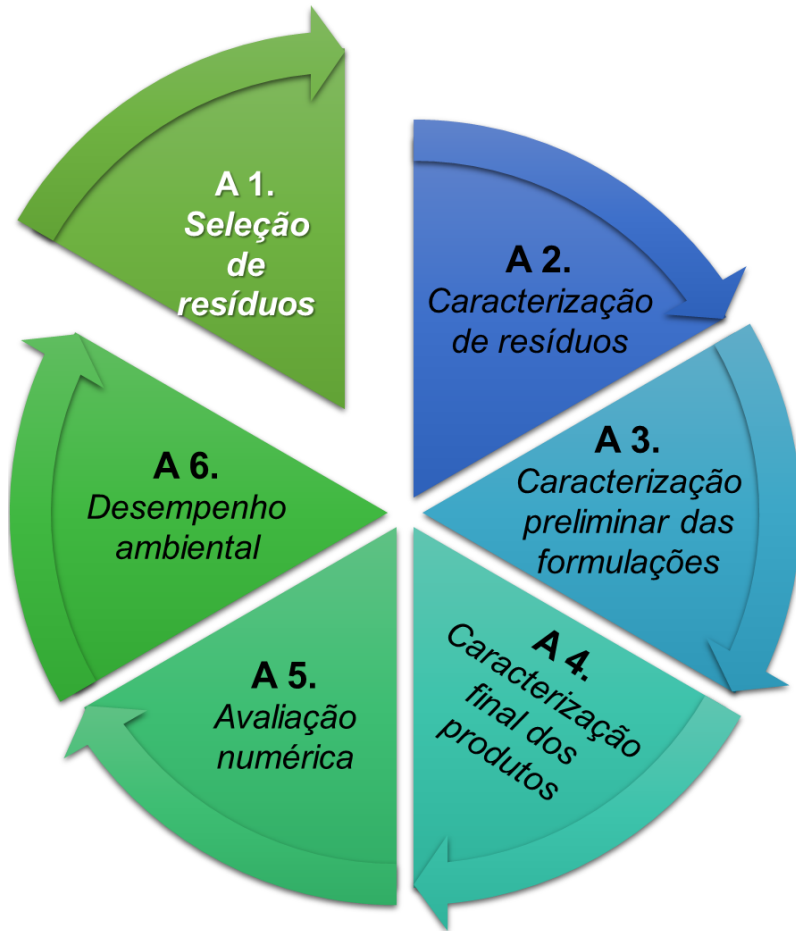 A 1.
Seleção
de
resíduos
A 2.
Caracterização
de resíduos
A 3.
Caracterização
preliminar das
formulações
A 4.
Caracterização
final dos
produtos
A 5.
Avaliação
numérica
A 6.
Desempenho
ambiental